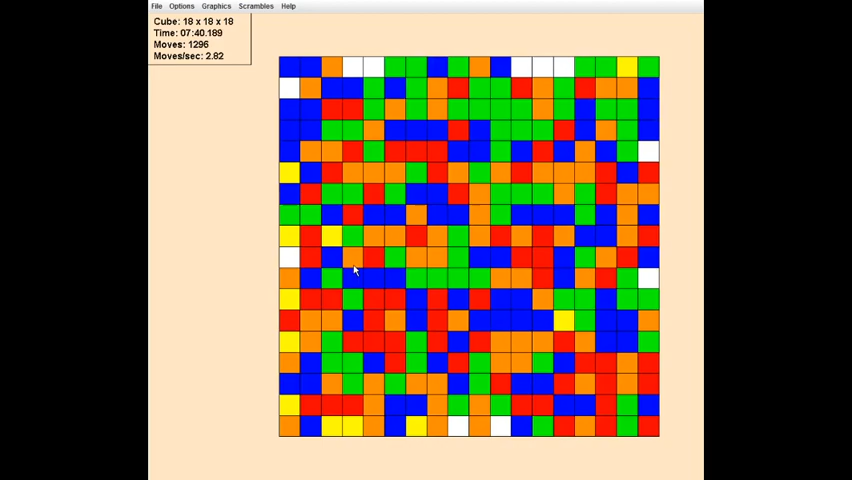 File Options Graphics Scrambles Help
Cube: 18 x 18 x 18
Time: 07:40.189
Moves: 1296
Moves/sec: 2.82